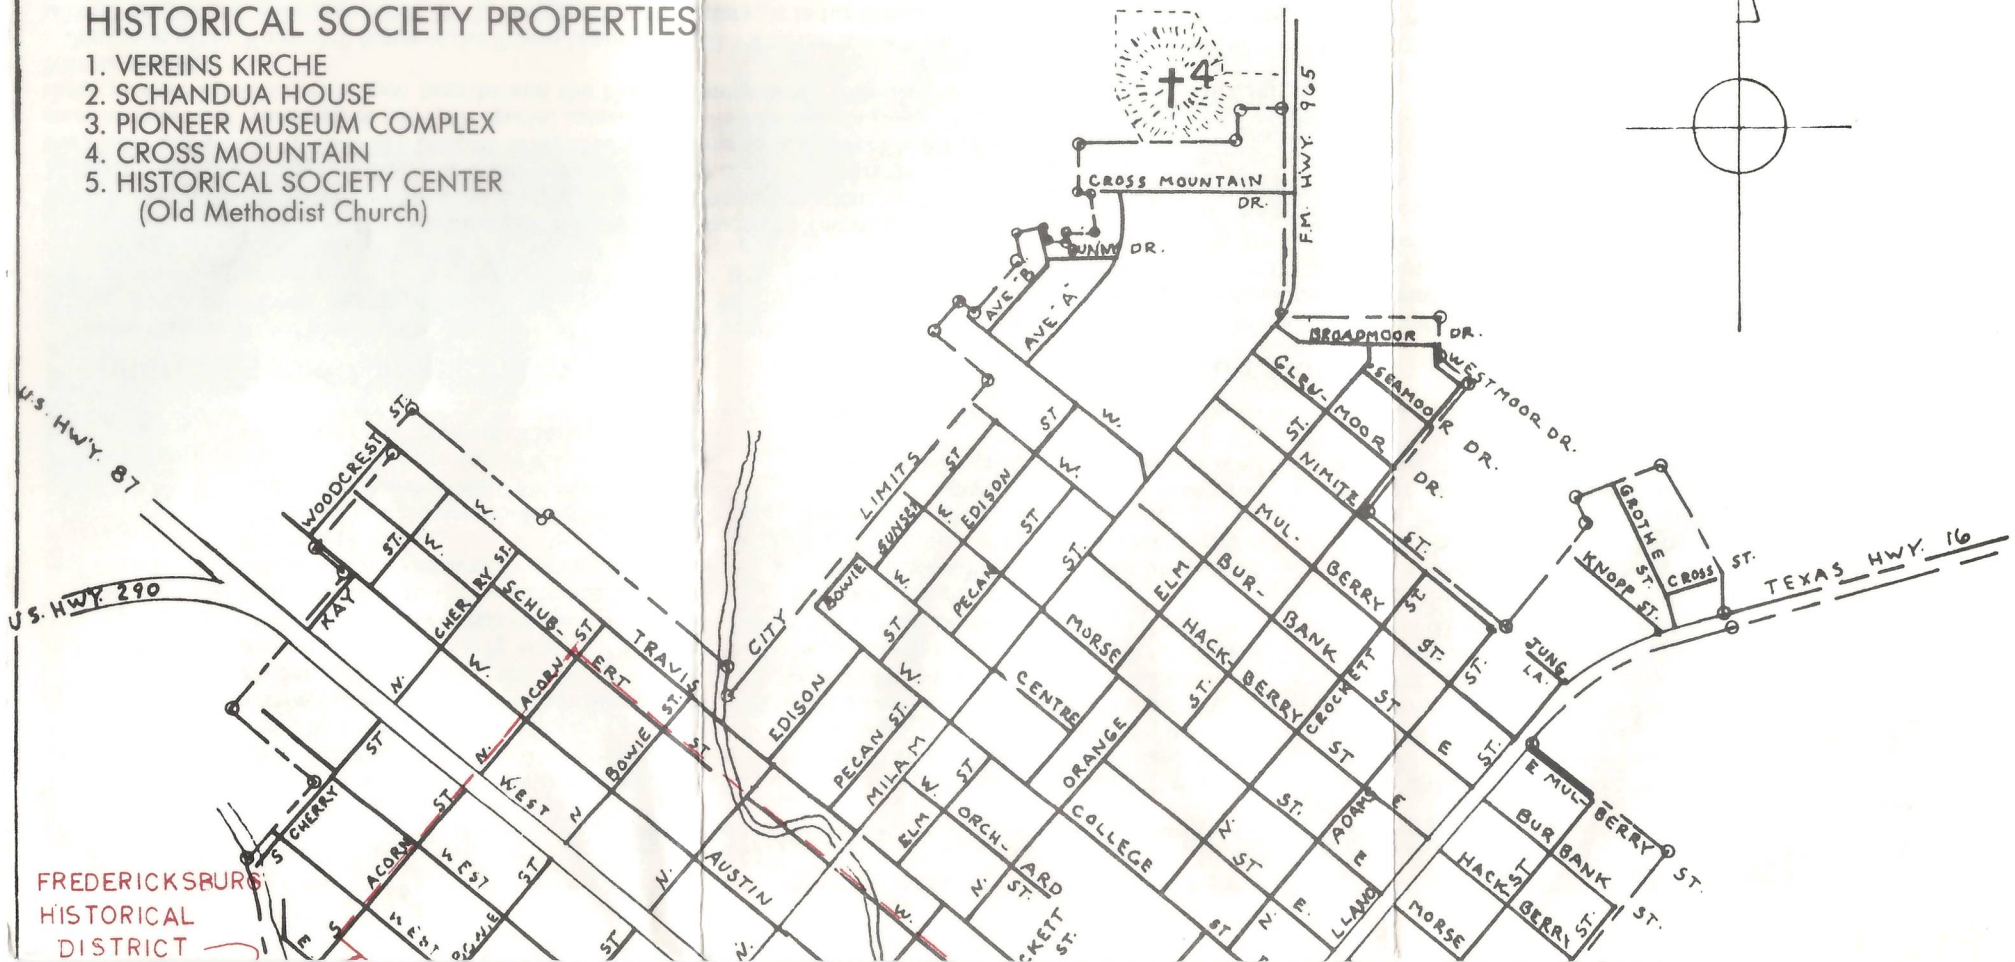 HISTORICAL SOCIETY PROPERTIES
1. VEREINS KIRCHE
2. SCHANDUA HOUSE
3. PIONEER MUSEUM COMPLEX
4. CROSS MOUNTAIN
5. HISTORICAL SOCIETY CENTER
(Old Methodist Church)
4
F.M. HWY. 965
CROSS MOUNTAIN
DR.
DR.
AVE "B"
AVE "A"
BROADMOOR DR.
WESTMOOR DR.
SEAMOOR DR.
GLEN-MOOR DR.
ST.
NIMITZ ST.
U.S. HWY. 87
U.S. HWY. 290
WOODCREST ST.
KAY
W. TRAVIS
ST.
CHERRY ST.
W. SCHUB-ERT ST
W.
N. ACORN ST
N. BOWIE ST.
CITY LIMITS
BOWIE
SUNSET ST
W. EDISON ST
W.
PECAN ST
W.
ST
W.
ST.
EDISON
PECAN ST.
MILAM
MORSE
ELM
MUL-BERRY ST.
BUR-BANK ST
HACK-BERRY ST
CROCKETT ST.
CENTRE
ORANGE ST.
W. ELM ST
ORCH-ARD ST.
COLLEGE ST
N.
ST.
ADAMS
E
E
E
N. ST
E.
LLANO ST.
ST.
JUNG LA.
KNOPP ST.
GROTHE ST.
CROSS ST.
TEXAS HWY. 16
E MUL-BERRY ST.
BUR BANK ST.
HACK-BERRY ST.
MORSE
ST
N.
WEST
AUSTIN
N.
N.
W.
N.
CKETT ST.
S CHERRY ST
S ACORN ST
WEST
WEST
ST
ST
E
FREDERICKSBURG
HISTORICAL
DISTRICT